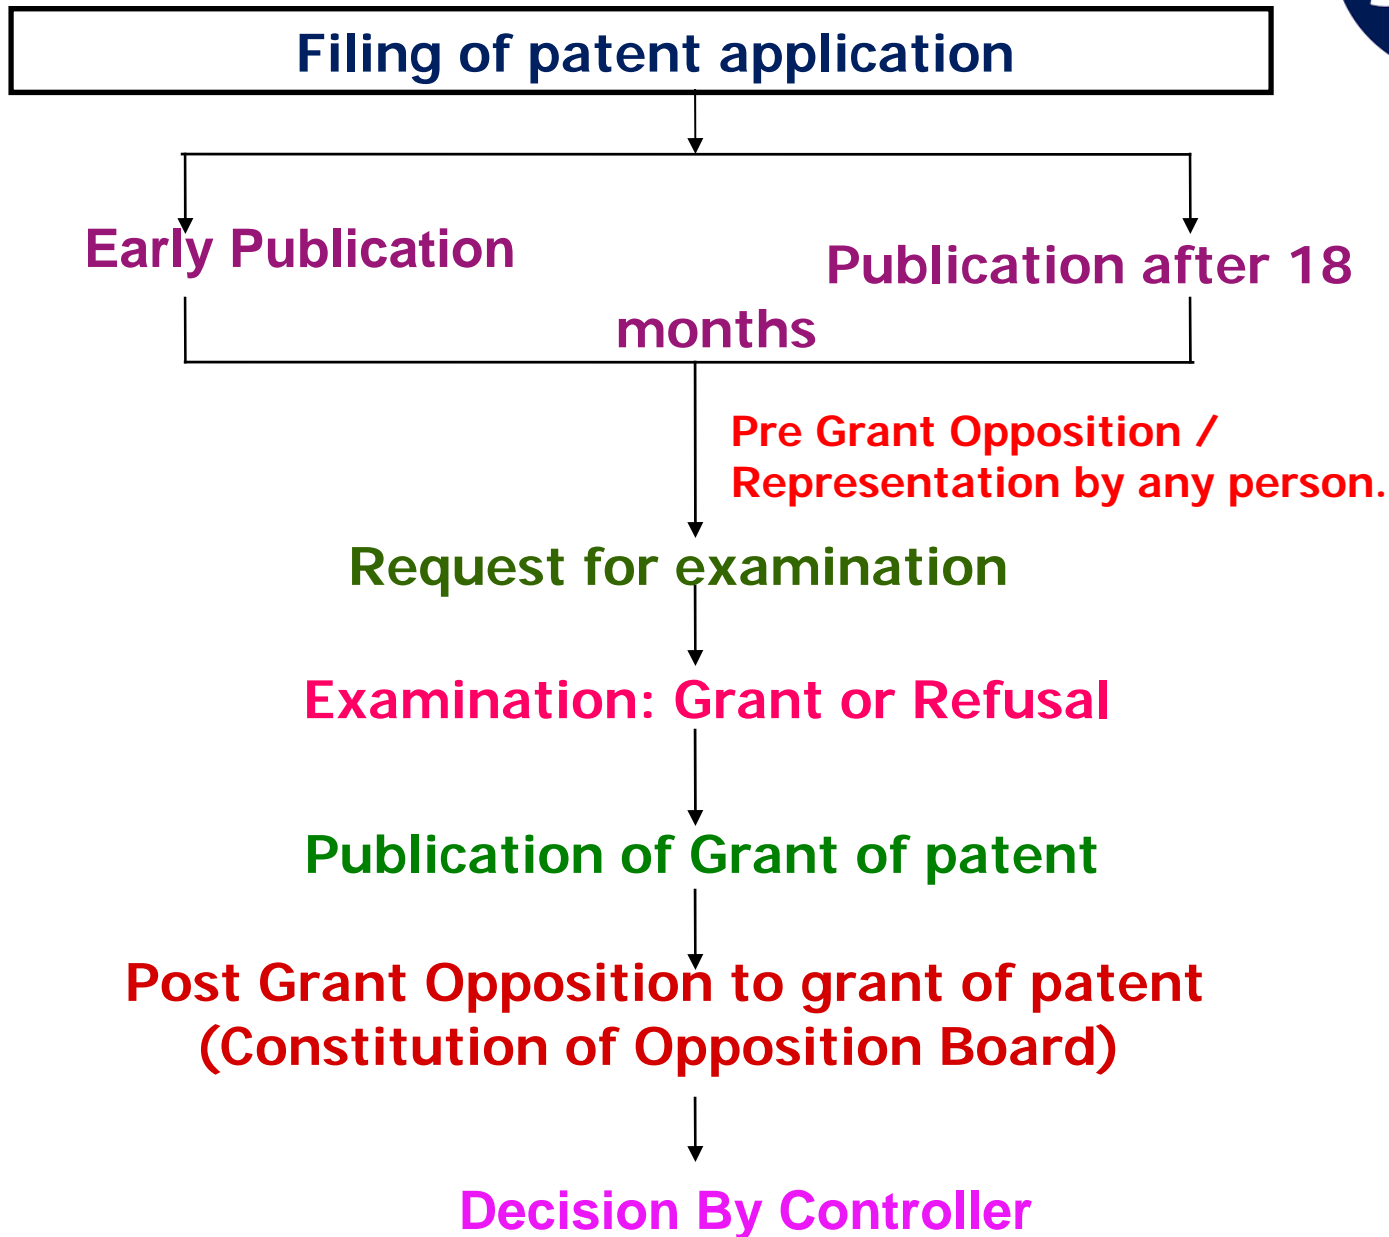 Filing of patent application
Early Publication
Publication after 18
months
Pre Grant Opposition /
Representation by any person.
Request for examination
Examination: Grant or Refusal
Publication of Grant of patent
Post Grant Opposition to grant of patent
(Constitution of Opposition Board)
Decision By Controller